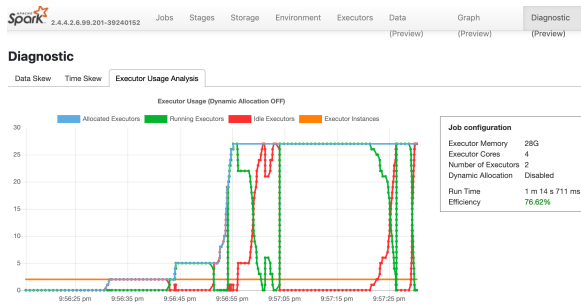 APACHE
Spark 2.4.4.2.6.99.201-39240152 Jobs Stages Storage Environment Executors Data (Preview) Graph (Preview) Diagnostic (Preview)
Diagnostic
Data Skew Time Skew Executor Usage Analysis
Executor Usage (Dynamic Allocation OFF)
Allocated Executors Running Executors Idle Executors Executor Instances
30
25
20
15
10
5
0
9:56:25 pm 9:56:35 pm 9:56:45 pm 9:56:55 pm 9:57:05 pm 9:57:15 pm 9:57:25 pm
Job configuration
Executor Memory 28G
Executor Cores 4
Number of Executors 2
Dynamic Allocation Disabled
Run Time 1 m 14 s 711 ms
Efficiency 76.62%